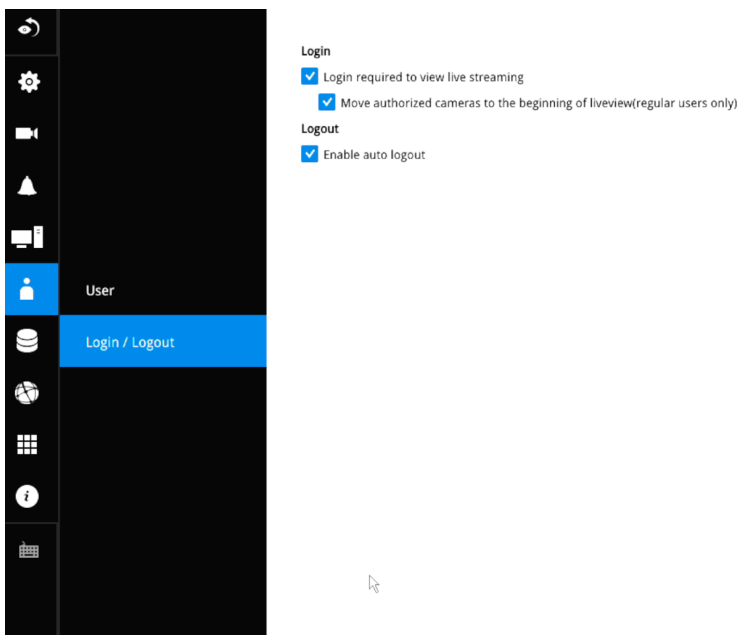 Login
Login required to view live streaming
Move authorized cameras to the beginning of liveview(regular users only)
Logout
Enable auto logout
User
Login / Logout